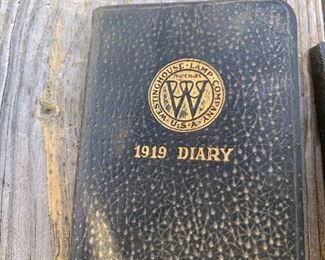 WESTINGHOUSE LAMP COMPANY
TRADE MARK
W
U.S.A.
1919 DIARY